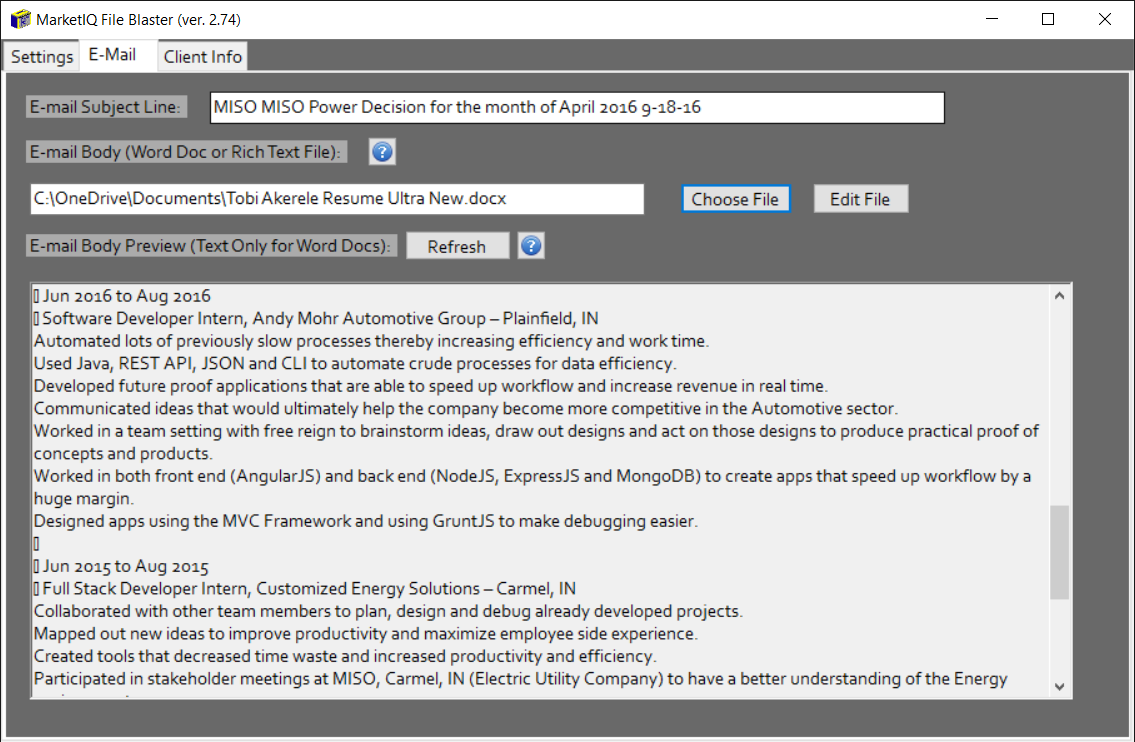 MarketIQ File Blaster (ver. 2.74)
Settings E-Mail Client Info
E-mail Subject Line: MISO MISO Power Decision for the month of April 2016 9-18-16
E-mail Body (Word Doc or Rich Text File): ?
C:\OneDrive\Documents\Tobi Akerele Resume Ultra New.docx Choose File Edit File
E-mail Body Preview (Text Only for Word Docs): Refresh ?
▯ Jun 2016 to Aug 2016
▯ Software Developer Intern, Andy Mohr Automotive Group – Plainfield, IN
Automated lots of previously slow processes thereby increasing efficiency and work time.
Used Java, REST API, JSON and CLI to automate crude processes for data efficiency.
Developed future proof applications that are able to speed up workflow and increase revenue in real time.
Communicated ideas that would ultimately help the company become more competitive in the Automotive sector.
Worked in a team setting with free reign to brainstorm ideas, draw out designs and act on those designs to produce practical proof of
concepts and products.
Worked in both front end (AngularJS) and back end (NodeJS, ExpressJS and MongoDB) to create apps that speed up workflow by a
huge margin.
Designed apps using the MVC Framework and using GruntJS to make debugging easier.
▯
▯ Jun 2015 to Aug 2015
▯ Full Stack Developer Intern, Customized Energy Solutions – Carmel, IN
Collaborated with other team members to plan, design and debug already developed projects.
Mapped out new ideas to improve productivity and maximize employee side experience.
Created tools that decreased time waste and increased productivity and efficiency.
Participated in stakeholder meetings at MISO, Carmel, IN (Electric Utility Company) to have a better understanding of the Energy